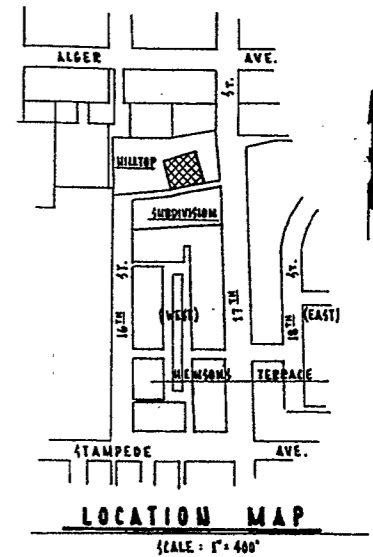 ALGER AVE.
ST.
HILLTOP
SUBDIVISION
16TH ST.
(WEST)
17TH
18TH ST.
(EAST)
HEMSONS TERRACE
STAMPEDE AVE.
LOCATION MAP
SCALE: 1"= 400'